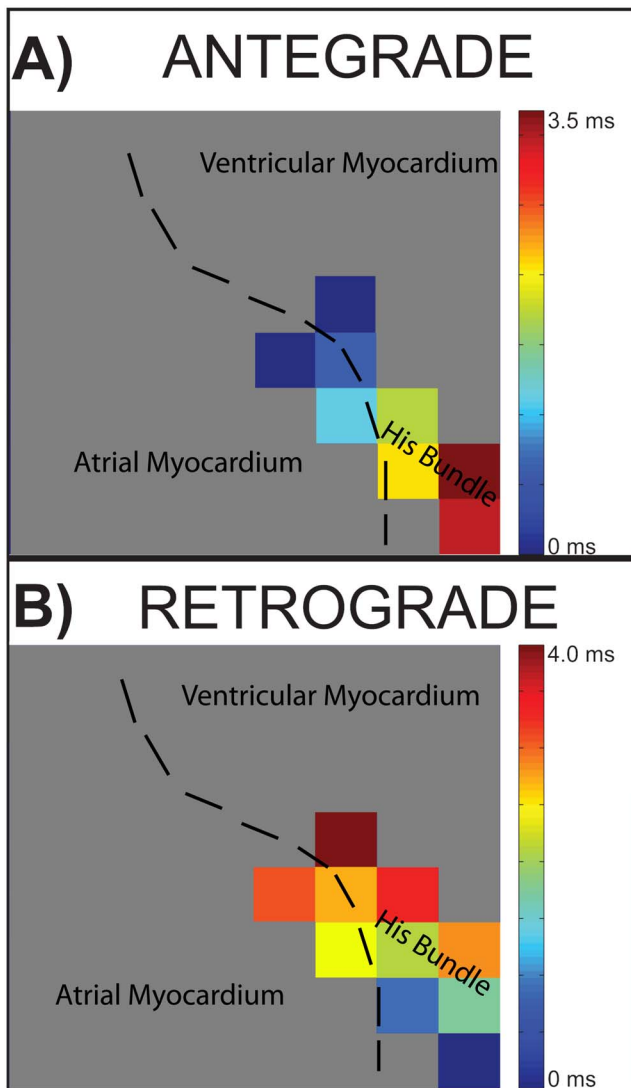 A) ANTEGRADE
3.5 ms
Ventricular Myocardium
His Bundle
Atrial Myocardium
0 ms
B) RETROGRADE
4.0 ms
Ventricular Myocardium
His Bundle
Atrial Myocardium
0 ms